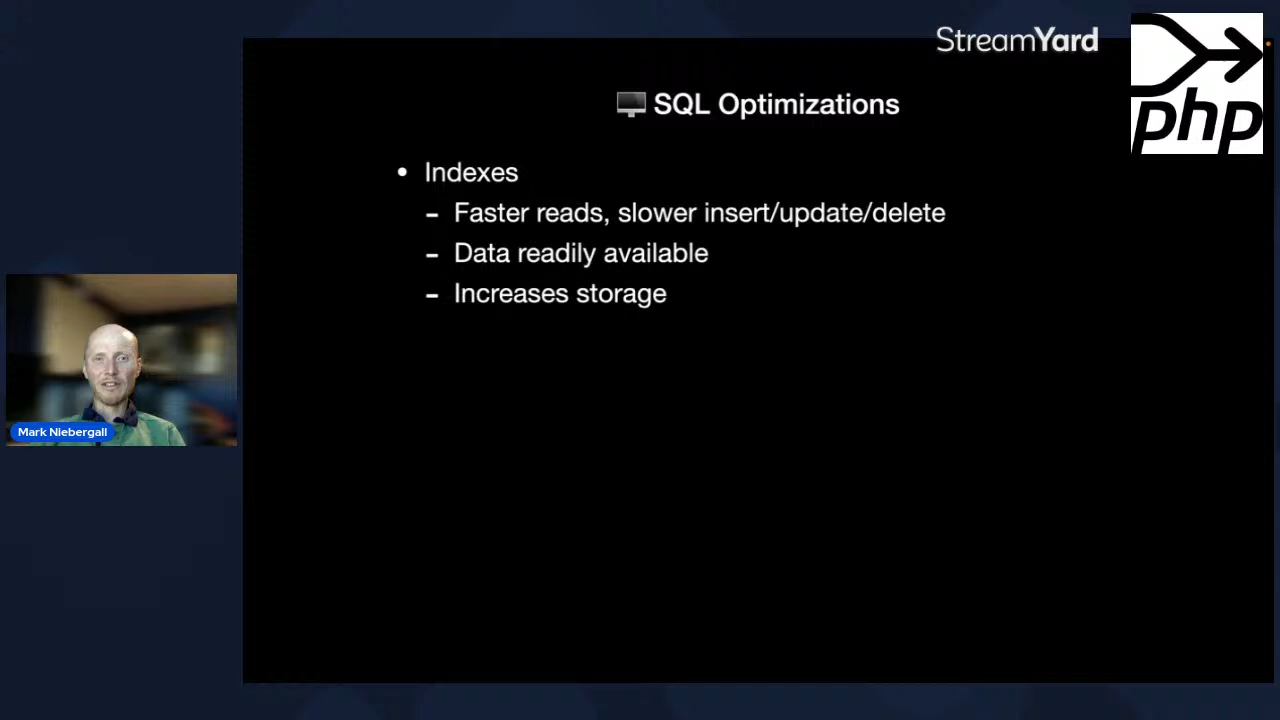 StreamYard
php
🖥 SQL Optimizations
• Indexes
– Faster reads, slower insert/update/delete
– Data readily available
– Increases storage
Mark Niebergall